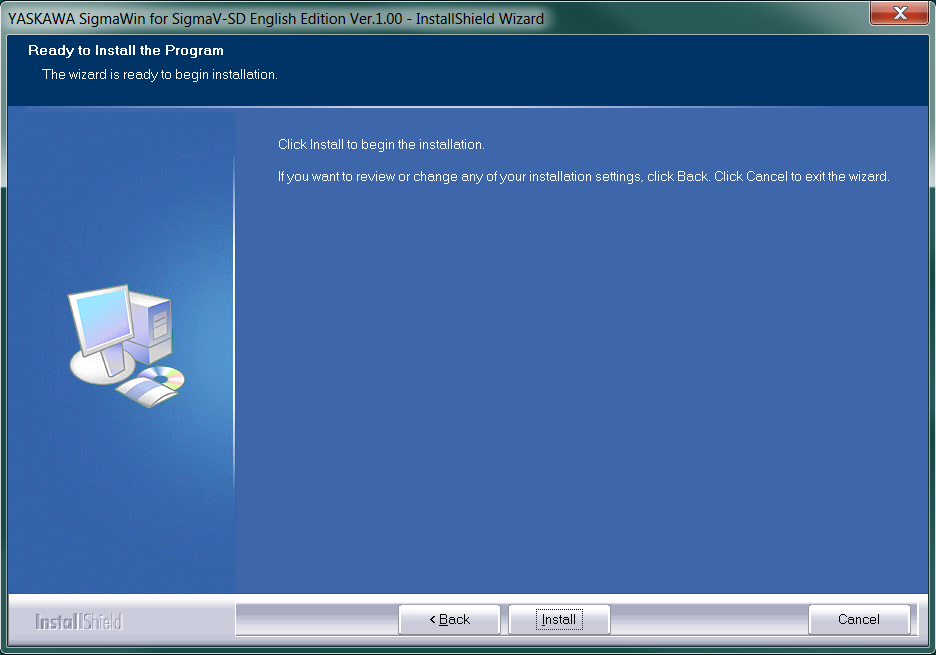 YASKAWA SigmaWin for SigmaV-SD English Edition Ver.1.00 - InstallShield Wizard
Ready to Install the Program
The wizard is ready to begin installation.
Click Install to begin the installation.
If you want to review or change any of your installation settings, click Back. Click Cancel to exit the wizard.
InstallShield
< Back
Install
Cancel